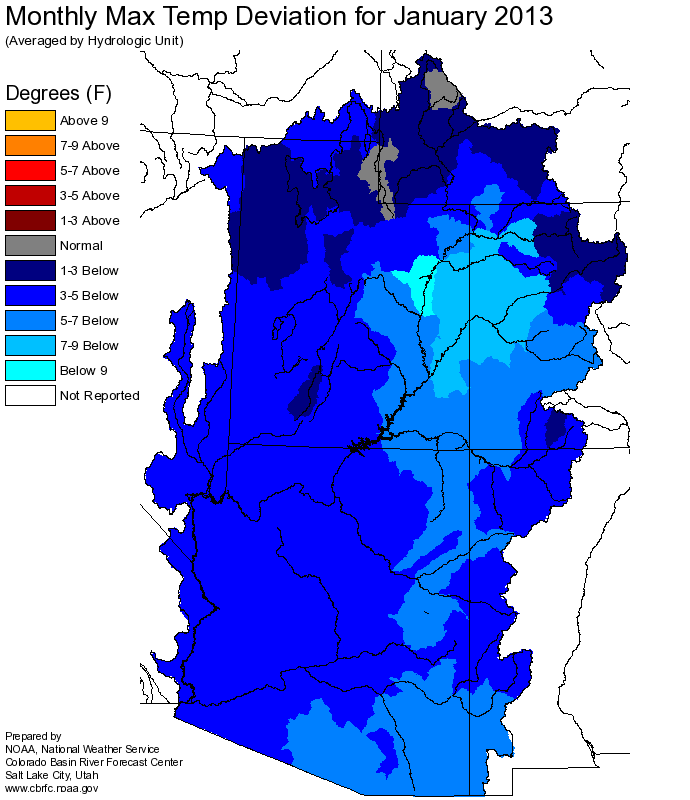 Monthly Max Temp Deviation for January 2013
(Averaged by Hydrologic Unit)
Degrees (F)
Above 9
7-9 Above
5-7 Above
3-5 Above
1-3 Above
Normal
1-3 Below
3-5 Below
5-7 Below
7-9 Below
Below 9
Not Reported
Prepared by
NOAA, National Weather Service
Colorado Basin River Forecast Center
Salt Lake City, Utah
www.cbrfc.noaa.gov